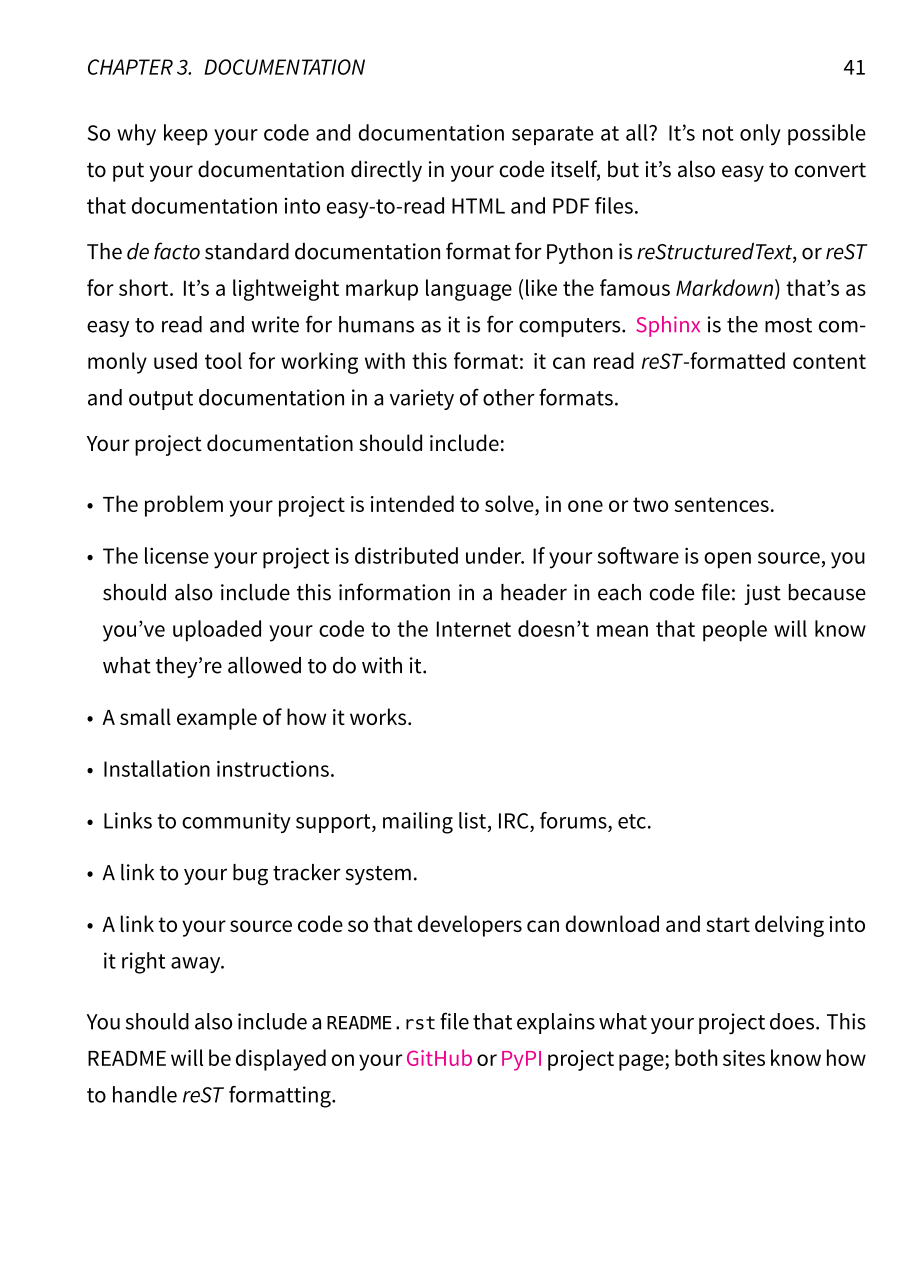 CHAPTER 3. DOCUMENTATION 41
So why keep your code and documentation separate at all? It’s not only possible
to put your documentation directly in your code itself, but it’s also easy to convert
that documentation into easy-to-read HTML and PDF files.
The de facto standard documentation format for Python is reStructuredText, or reST
for short. It’s a lightweight markup language (like the famous Markdown) that’s as
easy to read and write for humans as it is for computers. Sphinx is the most com-
monly used tool for working with this format: it can read reST-formatted content
and output documentation in a variety of other formats.
Your project documentation should include:
• The problem your project is intended to solve, in one or two sentences.
• The license your project is distributed under. If your software is open source, you
should also include this information in a header in each code file: just because
you’ve uploaded your code to the Internet doesn’t mean that people will know
what they’re allowed to do with it.
• A small example of how it works.
• Installation instructions.
• Links to community support, mailing list, IRC, forums, etc.
• A link to your bug tracker system.
• A link to your source code so that developers can download and start delving into
it right away.
You should also include a README.rst file that explains what your project does. This
README will be displayed on your GitHub or PyPI project page; both sites know how
to handle reST formatting.